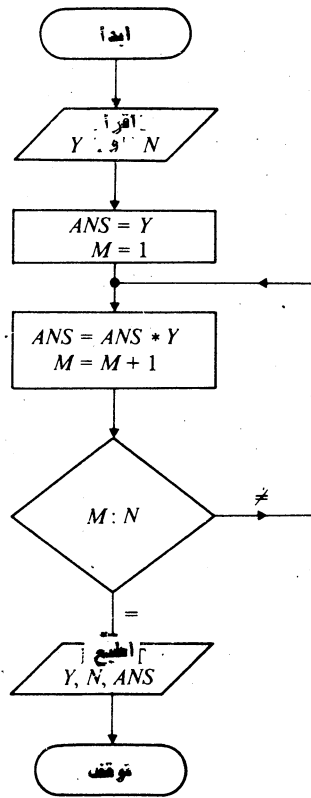 ابدأ
اقرأ
Y و N
ANS = Y
M = 1
ANS = ANS * Y
M = M + 1
M : N
≠
=
اطبع
Y, N, ANS
توقف